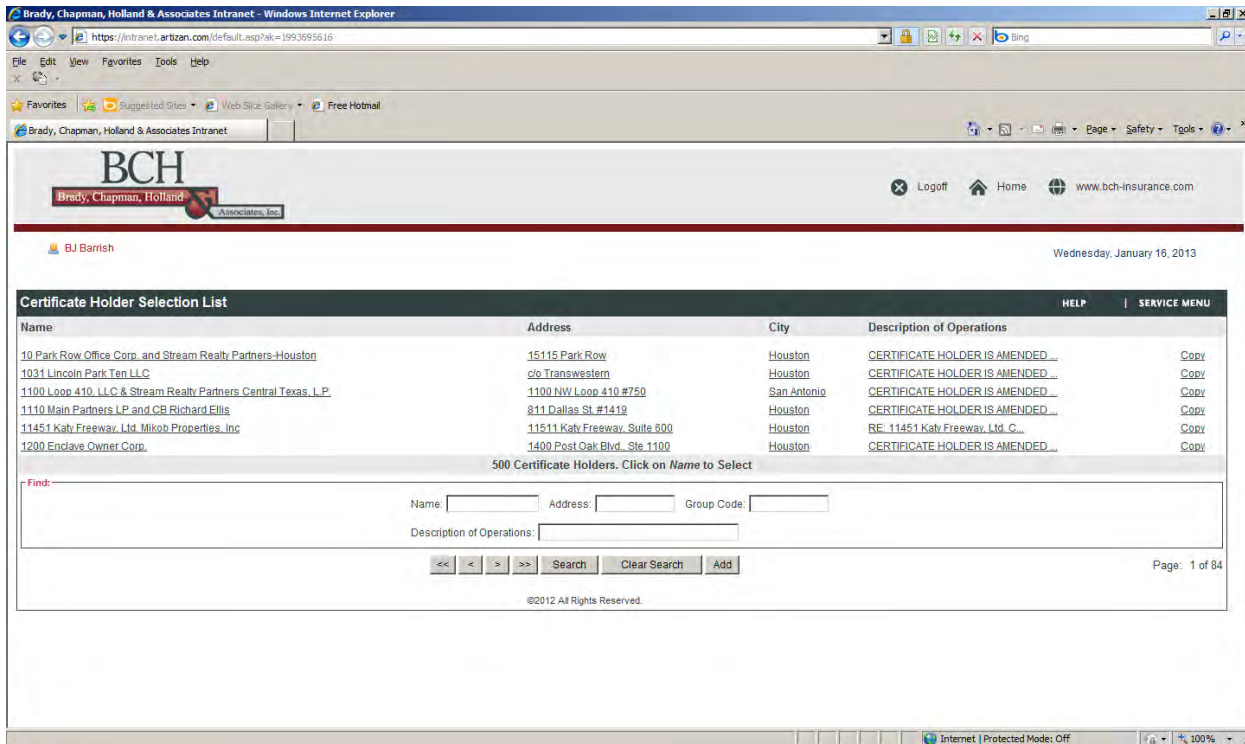 Brady, Chapman, Holland & Associates Intranet - Windows Internet Explorer
https://intranet.artizan.com/default.asp?ak=1993695616
Bing
File Edit View Favorites Tools Help
Favorites Suggested Sites Web Slice Gallery Free Hotmail
Brady, Chapman, Holland & Associates Intranet
Page Safety Tools
BCH
Brady, Chapman, Holland
Associates, Inc.
Logoff Home www.bch-insurance.com
BJ Barrish
Wednesday, January 16, 2013
Certificate Holder Selection List HELP | SERVICE MENU
Name Address City Description of Operations
10 Park Row Office Corp. and Stream Realty Partners-Houston 15115 Park Row Houston CERTIFICATE HOLDER IS AMENDED ... Copy
1031 Lincoln Park Ten LLC c/o Transwestern Houston CERTIFICATE HOLDER IS AMENDED ... Copy
1100 Loop 410, LLC & Stream Realty Partners Central Texas, L.P. 1100 NW Loop 410 #750 San Antonio CERTIFICATE HOLDER IS AMENDED ... Copy
1110 Main Partners LP and CB Richard Ellis 811 Dallas St. #1419 Houston CERTIFICATE HOLDER IS AMENDED ... Copy
11451 Katy Freeway, Ltd. Mikob Properties, Inc 11511 Katy Freeway, Suite 600 Houston RE: 11451 Katy Freeway, Ltd. C... Copy
1200 Enclave Owner Corp. 1400 Post Oak Blvd., Ste 1100 Houston CERTIFICATE HOLDER IS AMENDED ... Copy
500 Certificate Holders. Click on Name to Select
Find:
Name: Address: Group Code:
Description of Operations:
<< < > >> Search Clear Search Add Page: 1 of 84
©2012 All Rights Reserved.
Internet | Protected Mode: Off 100%